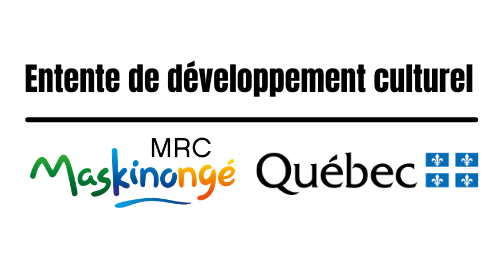 Entente de développement culturel
MRC
Maskinongé
Québec